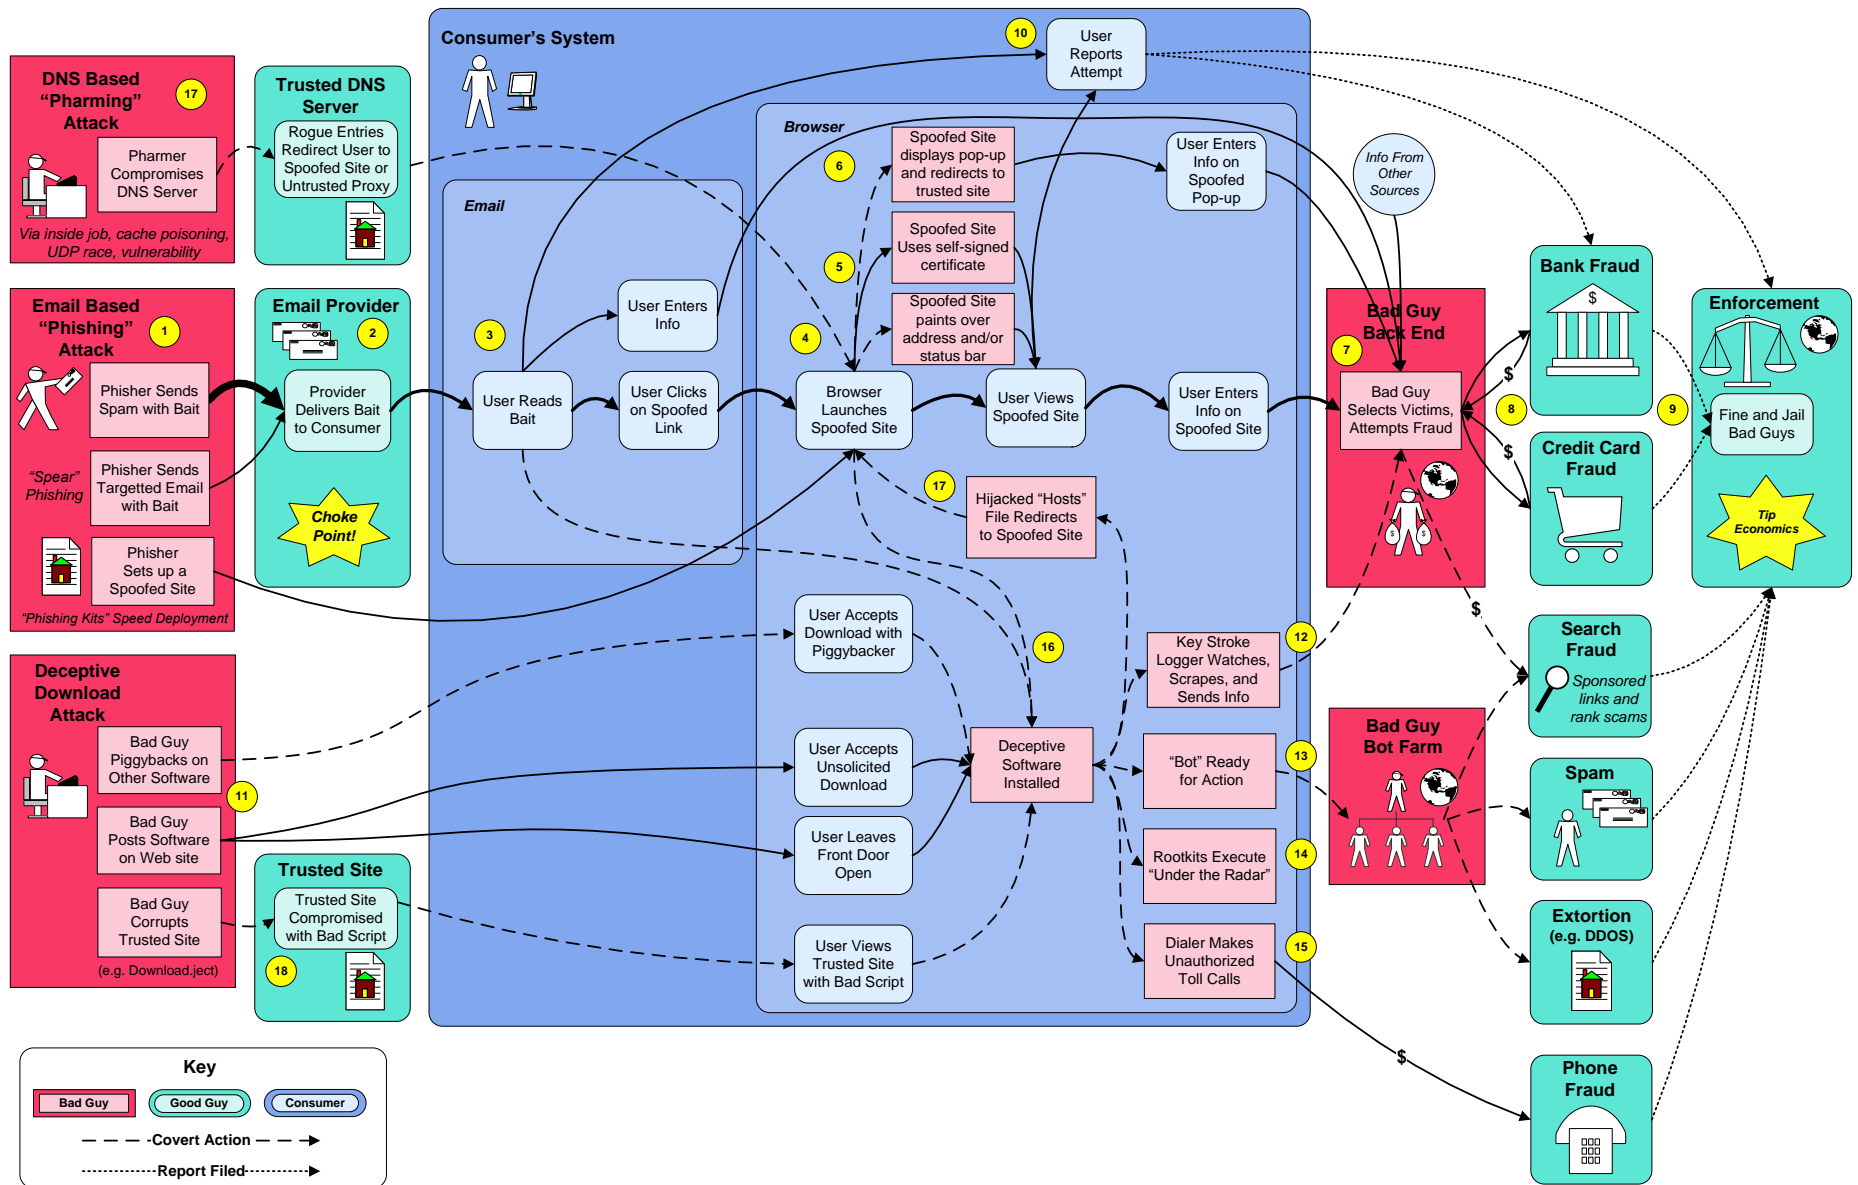 DNS Based
“Pharming”
Attack
17
Pharmer
Compromises
DNS Server
Via inside job, cache poisoning,
UDP race, vulnerability
Trusted DNS
Server
Rogue Entries
Redirect User to
Spoofed Site or
Untrusted Proxy
Email Based
“Phishing”
Attack
1
Phisher Sends
Spam with Bait
“Spear”
Phishing
Phisher Sends
Targetted Email
with Bait
Phisher
Sets up a
Spoofed Site
“Phishing Kits” Speed Deployment
Email Provider
2
Provider
Delivers Bait
to Consumer
Choke
Point!
Deceptive
Download
Attack
Bad Guy
Piggybacks on
Other Software
11
Bad Guy
Posts Software
on Web site
Bad Guy
Corrupts
Trusted Site
(e.g. Download.ject)
Trusted Site
Trusted Site
Compromised
with Bad Script
18
Consumer’s System
10
User
Reports
Attempt
Email
3
User Enters
Info
User Reads
Bait
User Clicks
on Spoofed
Link
Browser
6
Spoofed Site
displays pop-up
and redirects to
trusted site
User Enters
Info on
Spoofed
Pop-up
5
Spoofed Site
Uses self-signed
certificate
4
Spoofed Site
paints over
address and/or
status bar
Browser
Launches
Spoofed Site
User Views
Spoofed Site
User Enters
Info on
Spoofed Site
17
Hijacked “Hosts”
File Redirects
to Spoofed Site
User Accepts
Download with
Piggybacker
16
12
Key Stroke
Logger Watches,
Scrapes, and
Sends Info
User Accepts
Unsolicited
Download
Deceptive
Software
Installed
13
“Bot” Ready
for Action
User Leaves
Front Door
Open
14
Rootkits Execute
“Under the Radar”
User Views
Trusted Site
with Bad Script
15
Dialer Makes
Unauthorized
Toll Calls
Info From
Other
Sources
Bad Guy
Back End
7
Bad Guy
Selects Victims,
Attempts Fraud
$
$
$
8
$
$
Bad Guy
Bot Farm
Bank Fraud
$
9
Credit Card
Fraud
$
Search
Fraud
Sponsored
links and
rank scams
Spam
Extortion
(e.g. DDOS)
$
Phone
Fraud
Enforcement
Fine and Jail
Bad Guys
Tip
Economics
Key
Bad Guy
Good Guy
Consumer
Covert Action
Report Filed